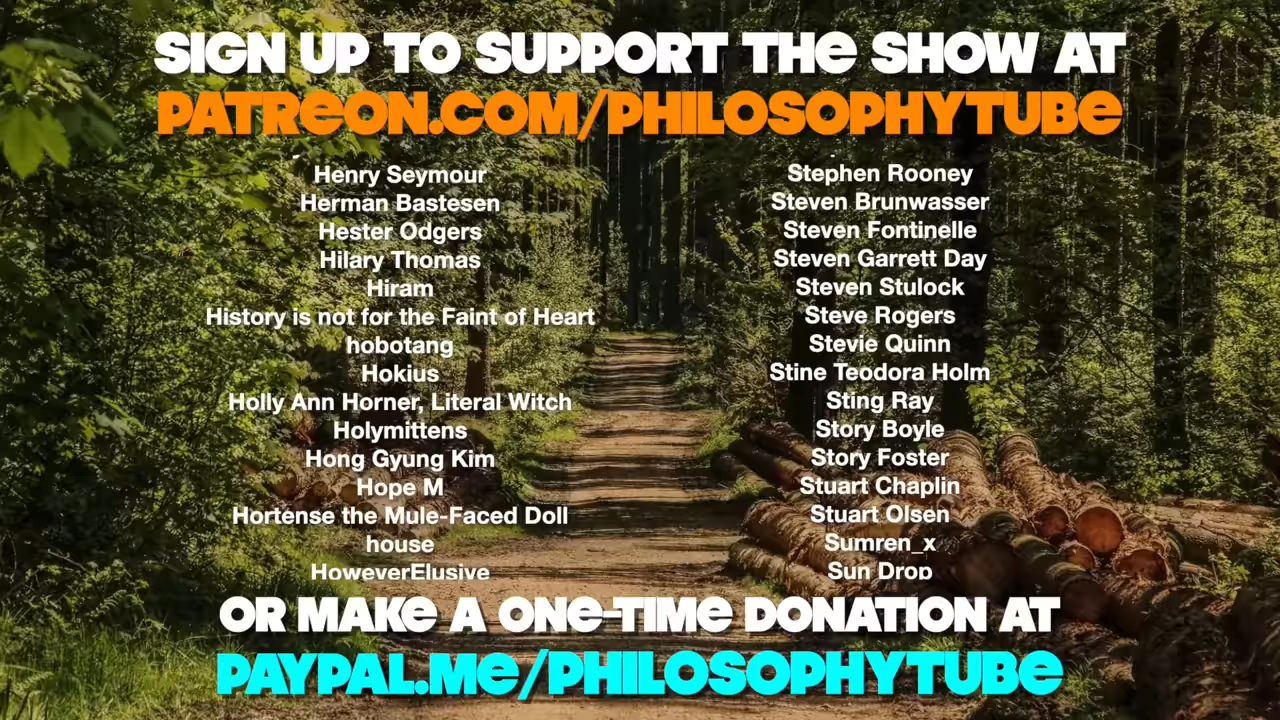 SIGN UP TO SUPPORT THE SHOW AT
PATREON.COM/PHILOSOPHYTUBE
Henry Seymour
Herman Bastesen
Hester Odgers
Hilary Thomas
Hiram
History is not for the Faint of Heart
hobotang
Hokius
Holly Ann Horner, Literal Witch
Holymittens
Hong Gyung Kim
Hope M
Hortense the Mule-Faced Doll
house
HoweverElusive
Stephen Rooney
Steven Brunwasser
Steven Fontinelle
Steven Garrett Day
Steven Stulock
Steve Rogers
Stevie Quinn
Stine Teodora Holm
Sting Ray
Story Boyle
Story Foster
Stuart Chaplin
Stuart Olsen
Sumren_x
Sun Drop
OR MAKE A ONE-TIME DONATION AT
PAYPAL.ME/PHILOSOPHYTUBE